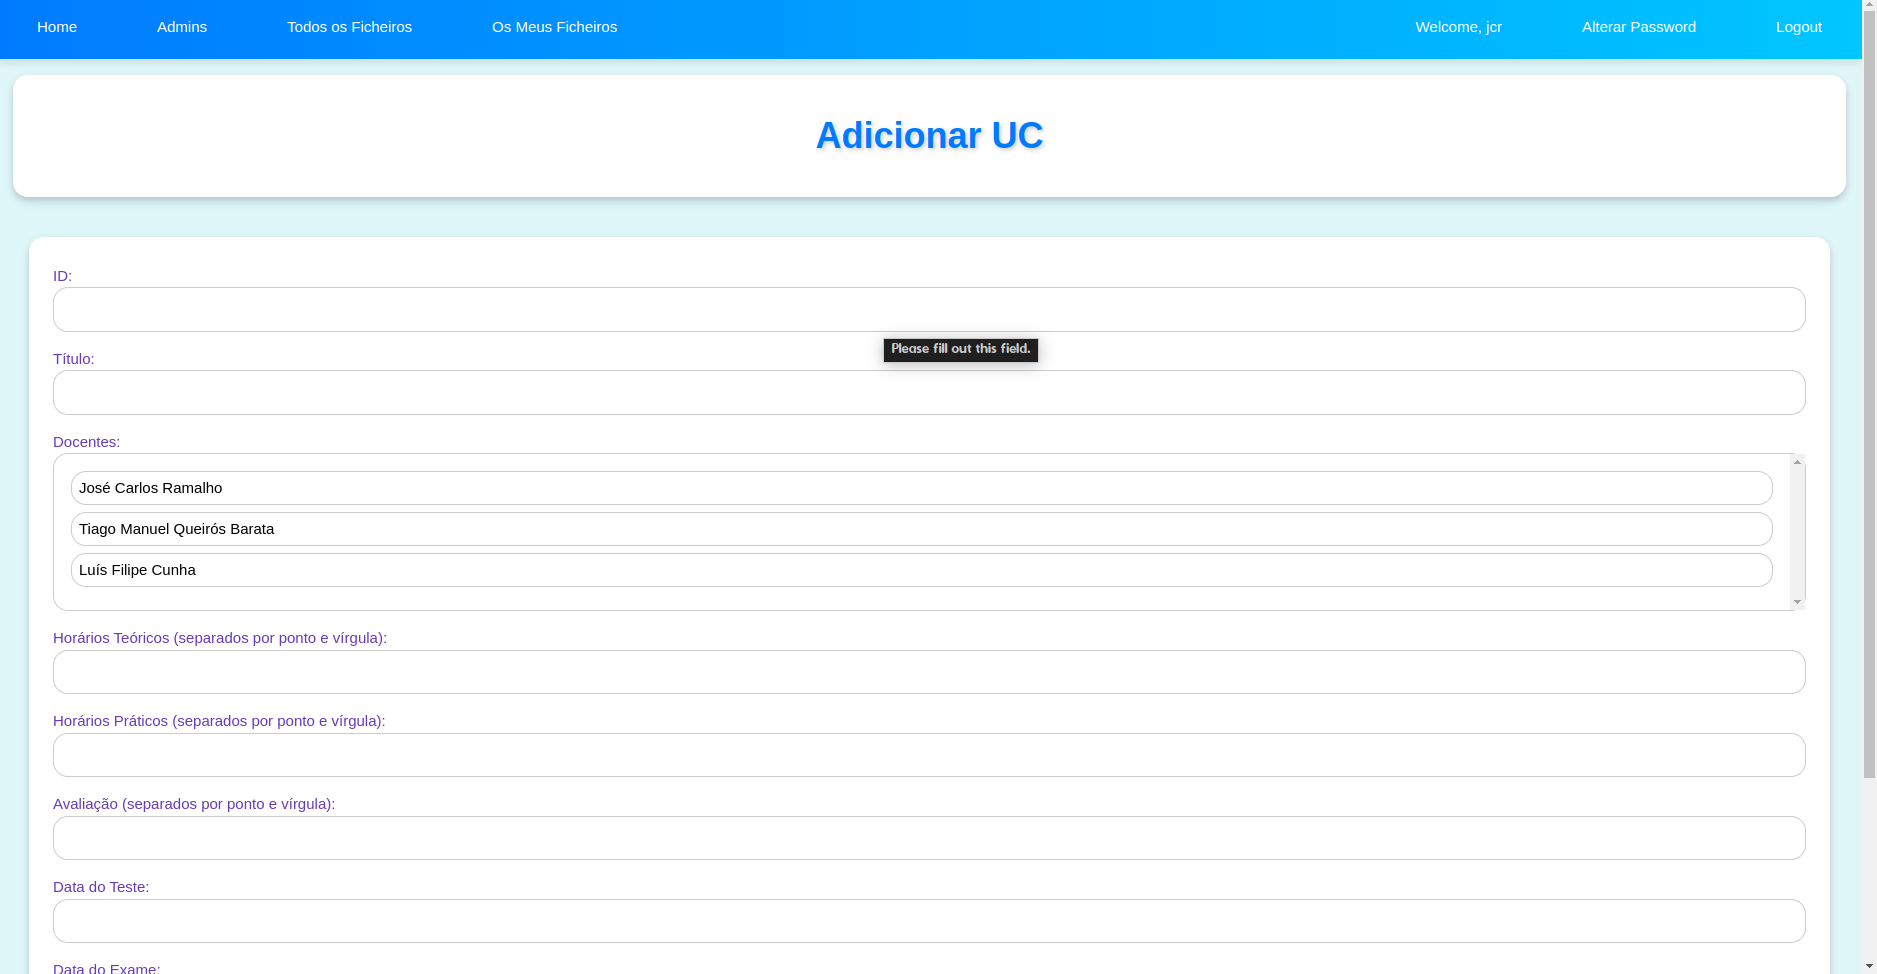 Home Admins Todos os Ficheiros Os Meus Ficheiros Welcome, jcr Alterar Password Logout
Adicionar UC
ID:
Please fill out this field.
Título:
Docentes:
José Carlos Ramalho
Tiago Manuel Queirós Barata
Luís Filipe Cunha
Horários Teóricos (separados por ponto e vírgula):
Horários Práticos (separados por ponto e vírgula):
Avaliação (separados por ponto e vírgula):
Data do Teste:
Data do Exame: